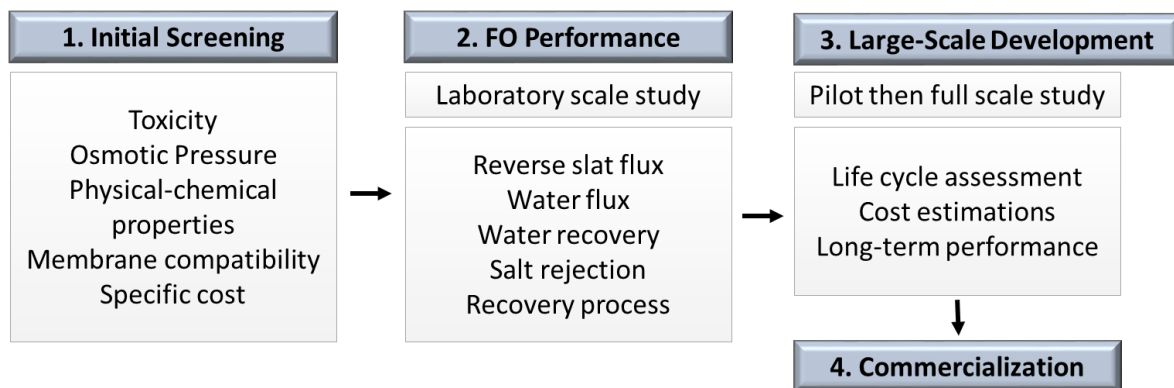 1. Initial Screening
Toxicity
Osmotic Pressure
Physical-chemical
properties
Membrane compatibility
Specific cost
2. FO Performance
Laboratory scale study
Reverse slat flux
Water flux
Water recovery
Salt rejection
Recovery process
3. Large-Scale Development
Pilot then full scale study
Life cycle assessment
Cost estimations
Long-term performance
4. Commercialization